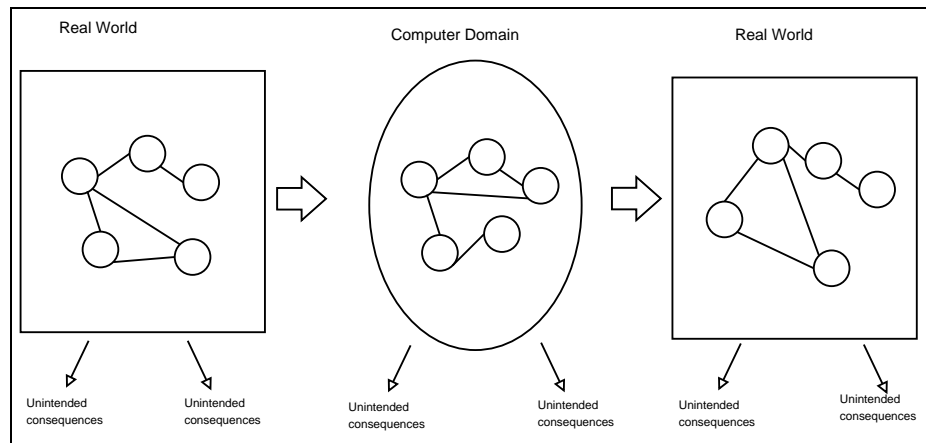 Real World
Computer Domain
Real World
Unintended
consequences
Unintended
consequences
Unintended
consequences
Unintended
consequences
Unintended
consequences
Unintended
consequences